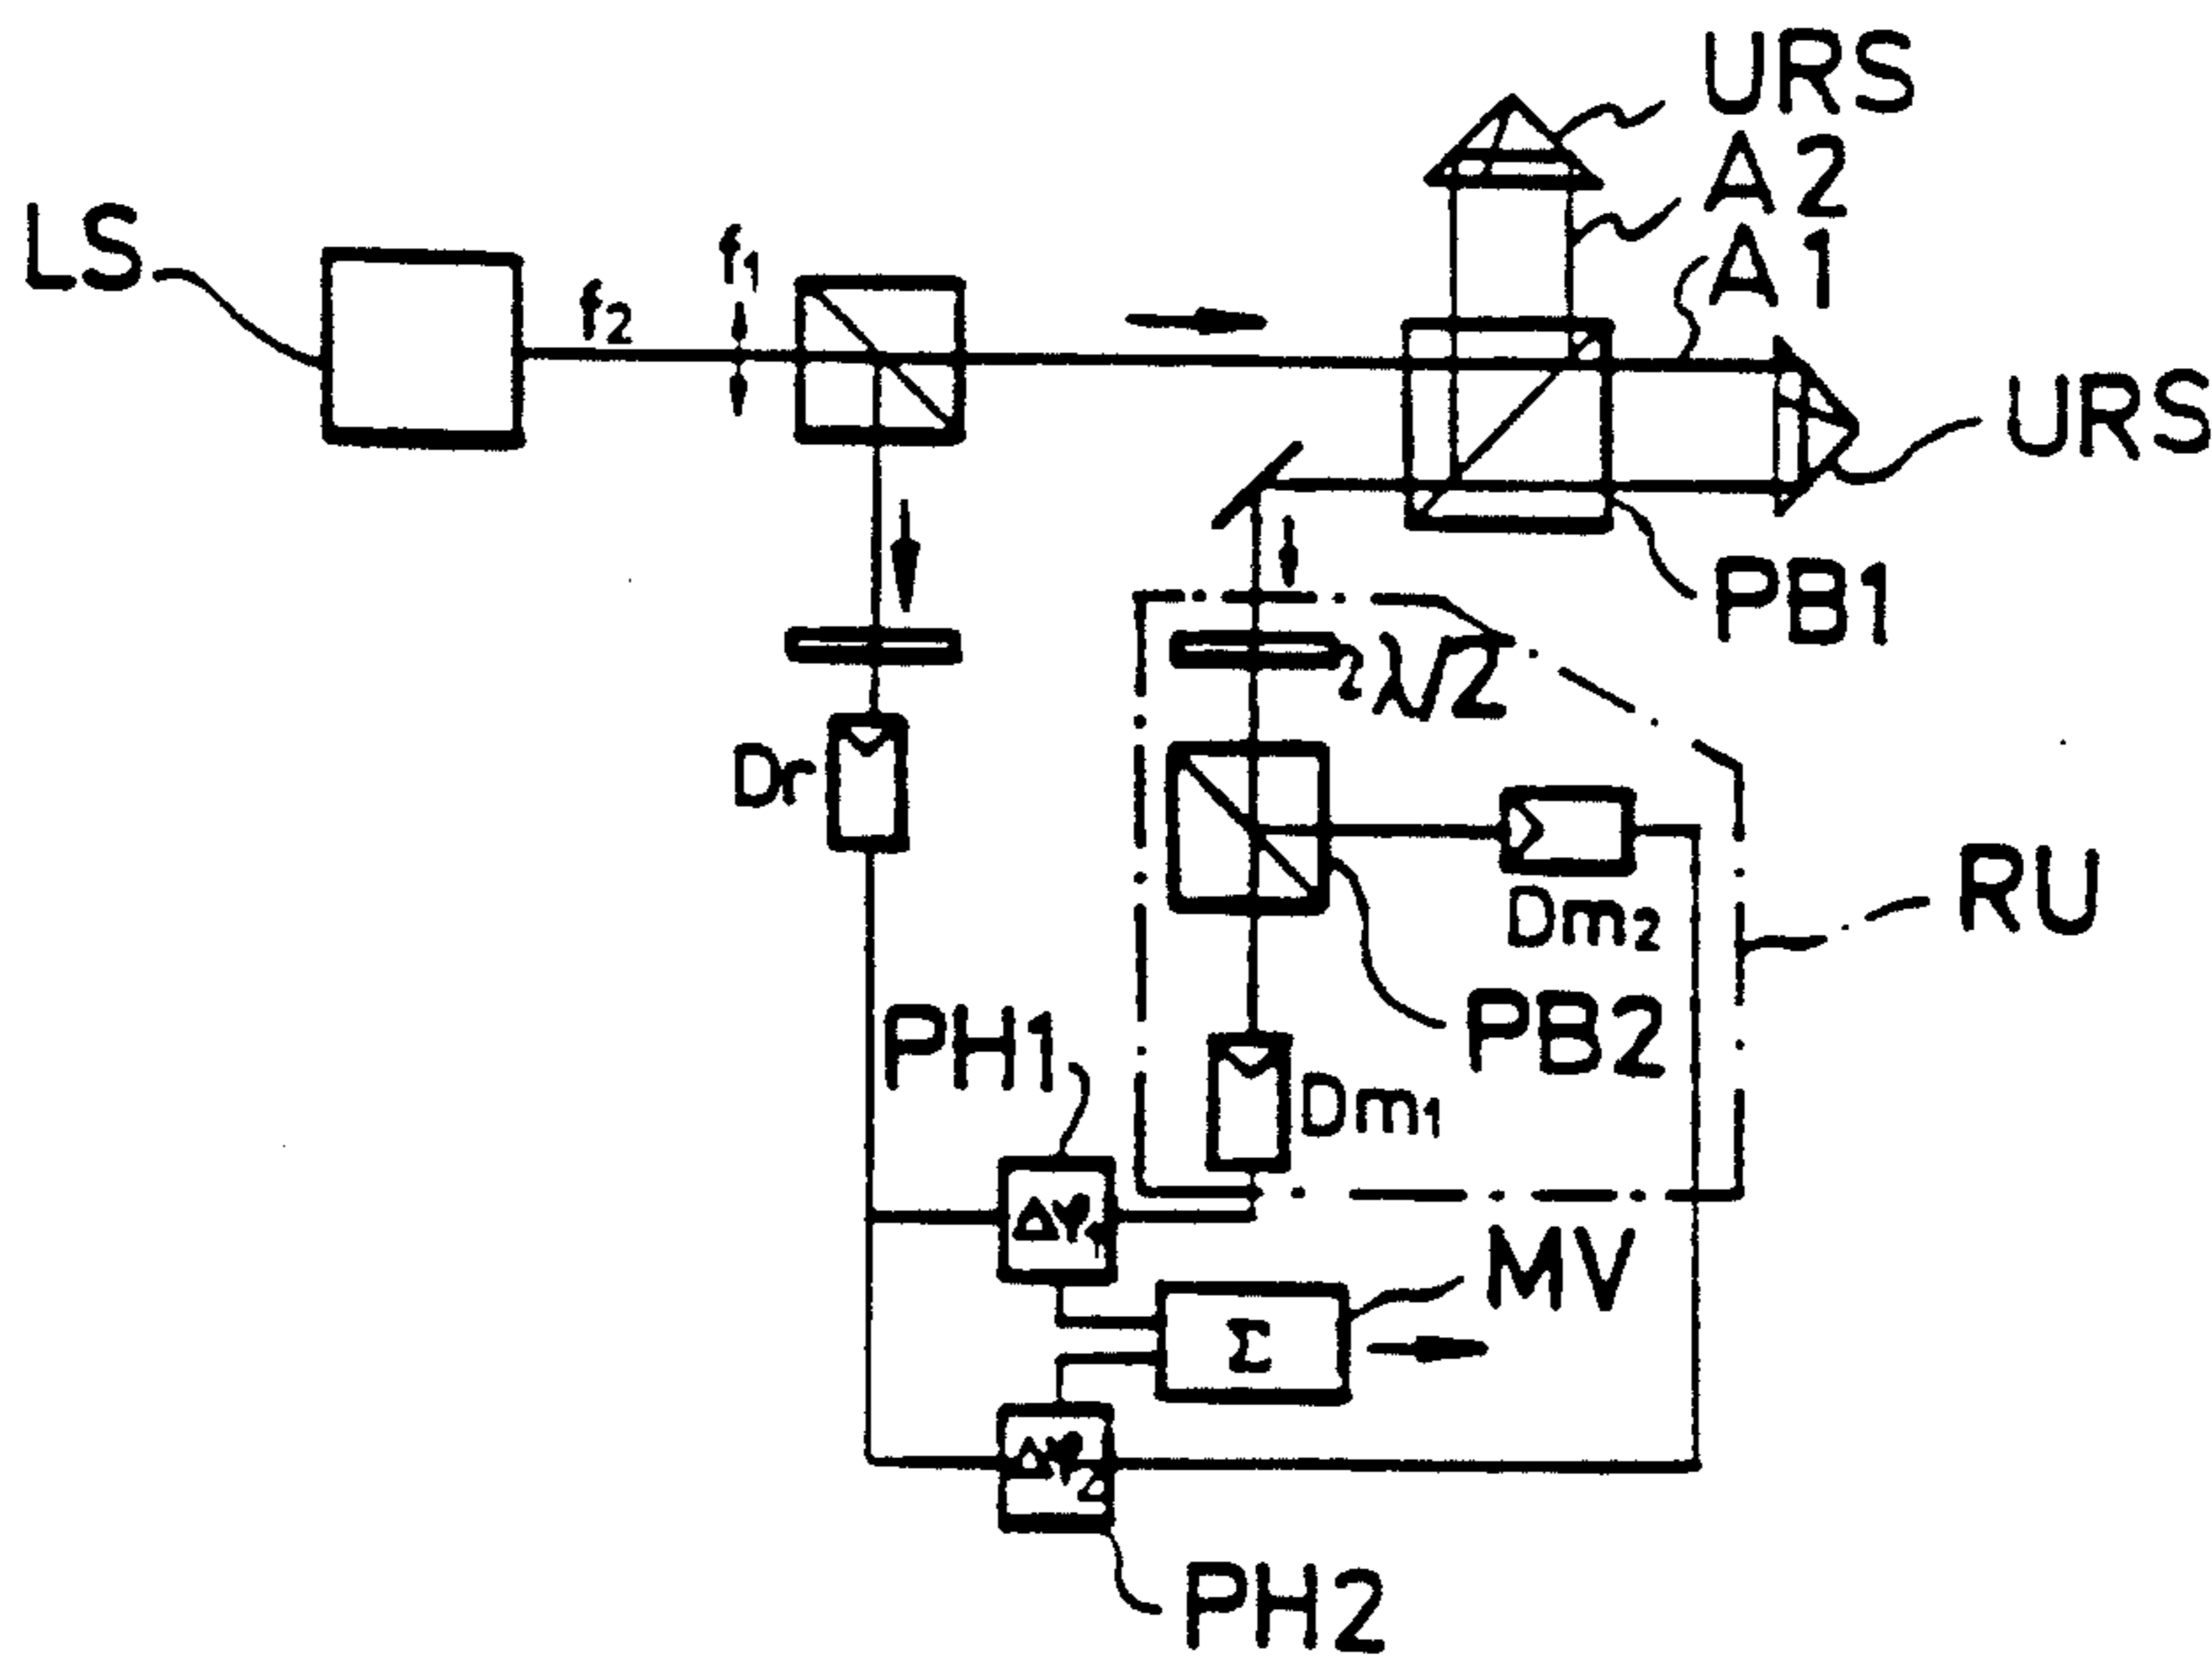 URS
A2
A1
LS
f1
f2
URS
PB1
λ/2
Dr
Dm2
RU
PB2
PH1
Dm1
Δφ1
MV
Σ
Δφ2
PH2